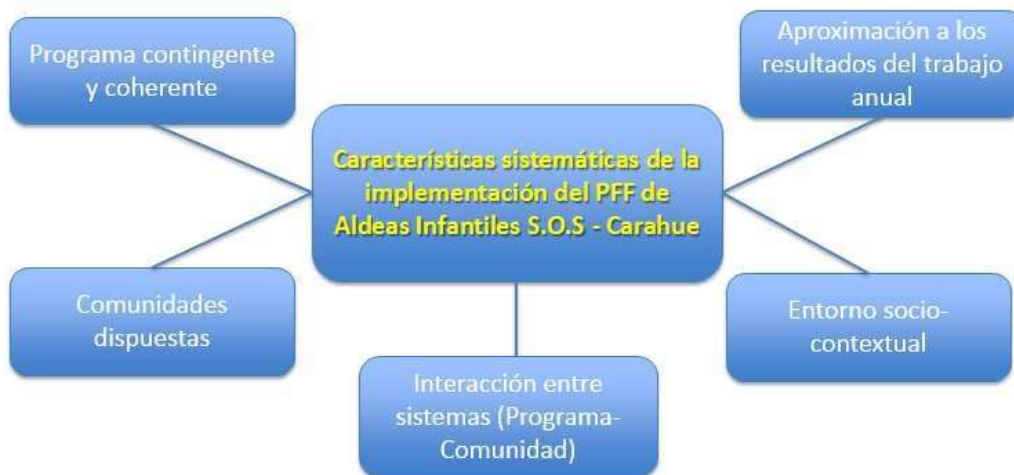 Programa contingente
y coherente
Aproximación a los
resultados del trabajo
anual
Característícas sistemáticas de la
implementación del PFF de
Aldeas Infantiles S.O.S - Carahue
Comunidades
dispuestas
Entorno socio-
contextual
Interacción entre
sistemas (Programa-
Comunidad)